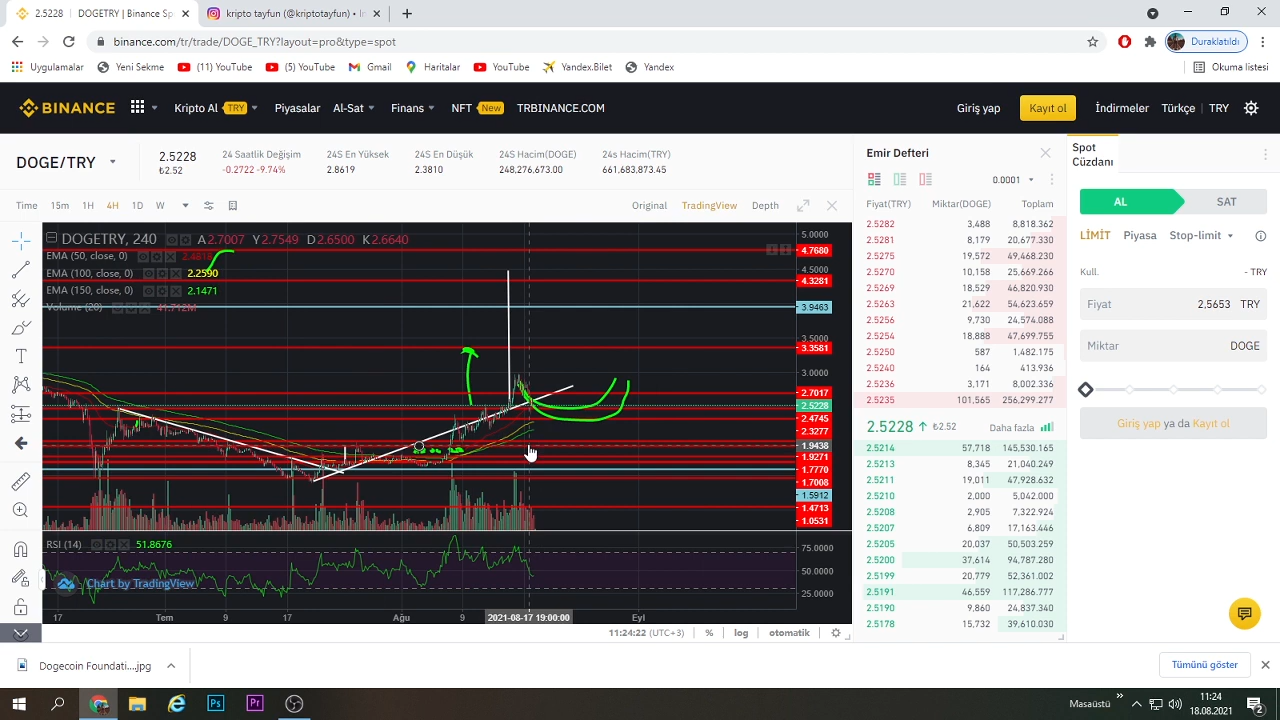 2.5228 | DOGETRY | Binance Sp
kripto tayfun (@kriptotayfun) • I
binance.com/tr/trade/DOGE_TRY?layout=pro&type=spot
Duraklatıldı
Uygulamalar Yeni Sekme (11) YouTube (5) YouTube Gmail Haritalar YouTube Yandex.Bilet Yandex Okuma listesi
BINANCE Kripto Al TRY Piyasalar Al-Sat Finans NFT New TRBINANCE.COM Giriş yap Kayıt ol İndirmeler Türkçe TRY
DOGE/TRY
2.5228
₺2.52
24 Saatlik Değişim
-0.2722 -9.74%
24S En Yüksek
2.8619
24S En Düşük
2.3810
24S Hacim(DOGE)
248,276,673.00
24s Hacim(TRY)
661,683,873.45
Time 15m 1H 4H 1D W Original TradingView Depth
DOGETRY, 240 A2.7007 Y2.7549 D2.6500 K2.6640
EMA (50, close, 0) 2.4818
EMA (100, close, 0) 2.2590
EMA (150, close, 0) 2.1471
Volume (20) 41.712M
5.0000
4.7680
4.5000
4.3281
3.9463
3.5000
3.3581
3.0000
2.7017
2.5228
2.4745
2.3277
1.9438
1.9271
1.7770
1.7008
1.5912
1.4713
1.0531
RSI (14) 51.8676
75.0000
50.0000
25.0000
Chart by TradingView
17 Tem 9 17 Ağu 9 2021-08-17 19:00:00 Eyl
11:24:22 (UTC+3) % log otomatik
Emir Defteri
0.0001
Fiyat(TRY) Miktar(DOGE) Toplam
2.5282 3,488 8,818.362
2.5281 8,179 20,677.330
2.5275 19,572 49,468.230
2.5270 10,158 25,669.266
2.5269 18,529 46,820.930
2.5263 21,622 54,623.659
2.5256 9,730 24,574.088
2.5254 18,888 47,699.755
2.5250 587 1,482.175
2.5240 164 413.936
2.5236 3,171 8,002.336
2.5235 101,565 256,299.277
2.5228 ₺2.52 Daha fazla
2.5214 57,718 145,530.165
2.5213 8,345 21,040.249
2.5211 19,011 47,928.632
2.5210 2,000 5,042.000
2.5208 2,905 7,322.924
2.5207 6,809 17,163.446
2.5205 20,037 50,503.259
2.5200 37,614 94,787.280
2.5199 20,779 52,361.002
2.5191 46,559 117,286.777
2.5190 9,860 24,837.340
2.5178 15,732 39,610.030
Spot
Cüzdanı
AL SAT
LİMİT Piyasa Stop-limit
Kull. - TRY
Fiyat 2,5653 TRY
Miktar DOGE
Giriş yap ya da Kayıt ol
Dogecoin Foundati....jpg
Tümünü göster
Masaüstü
11:24
18.08.2021
2